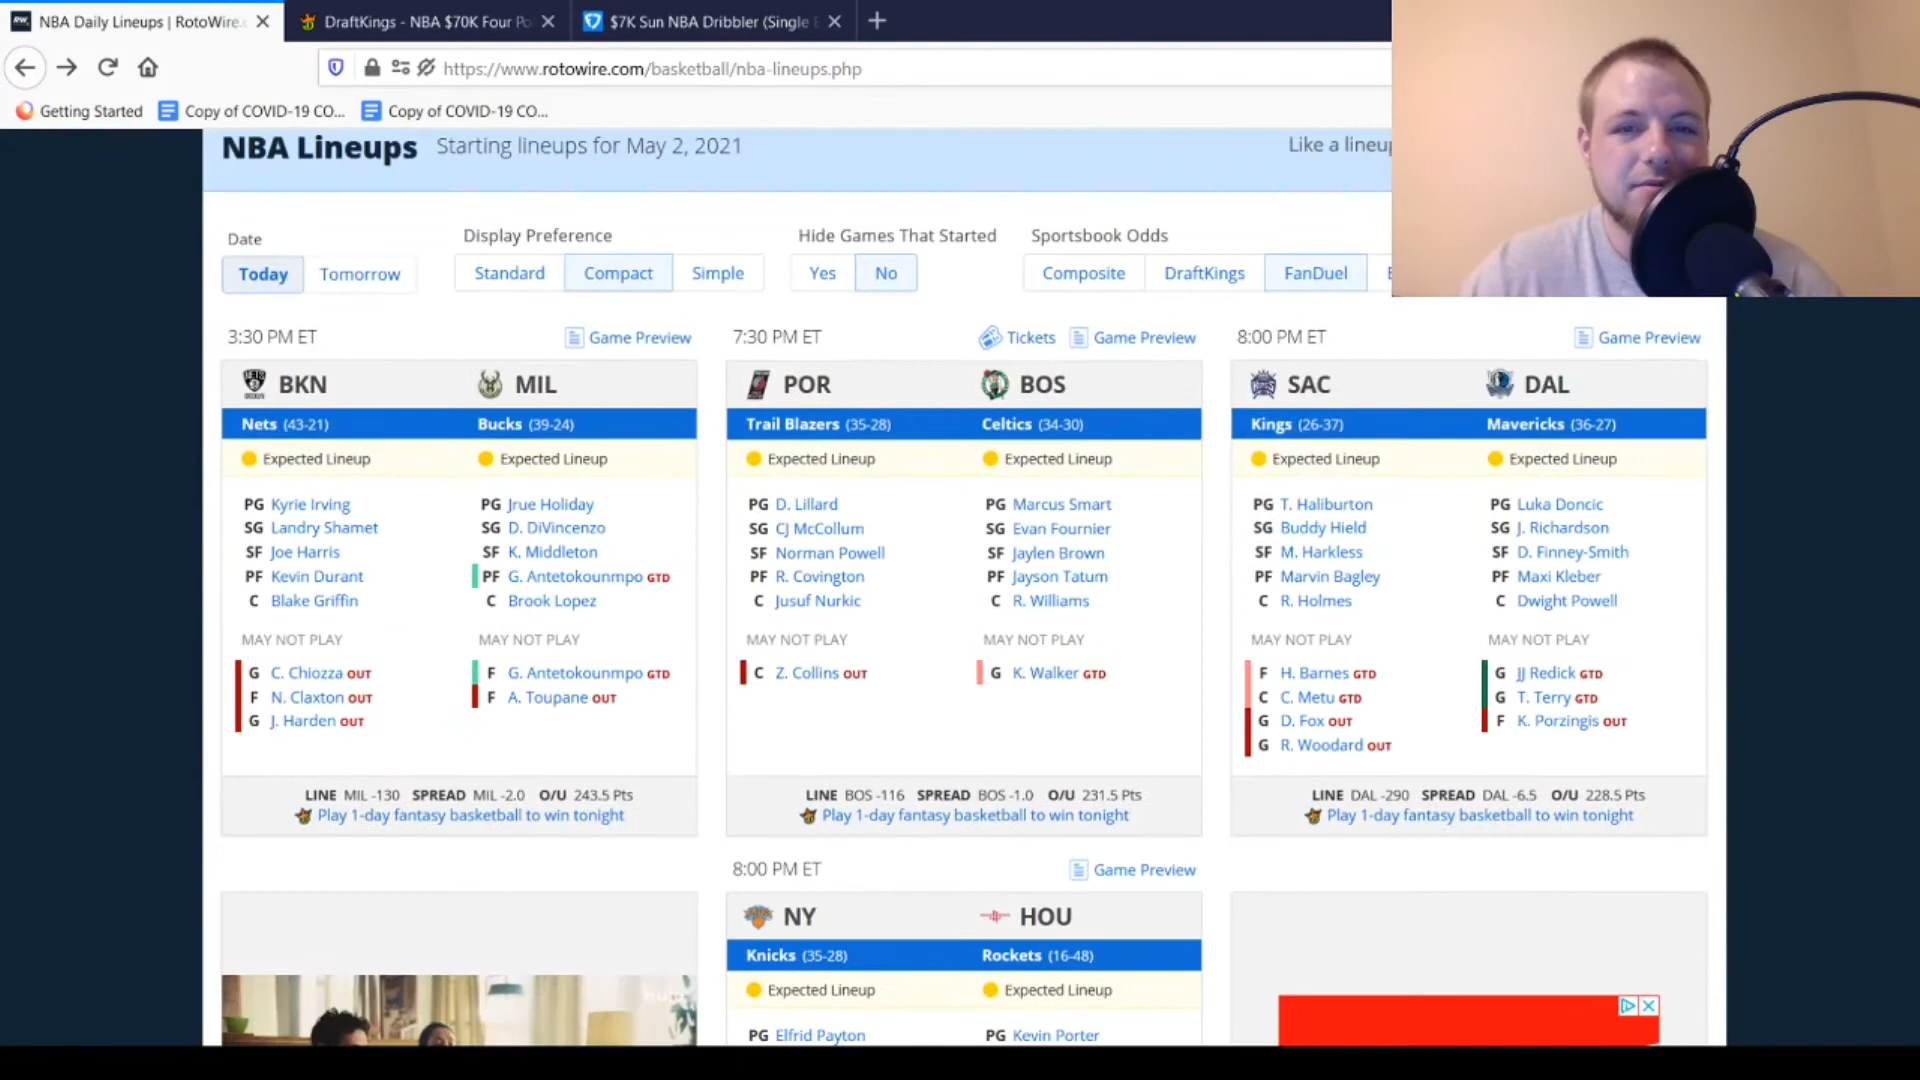 NBA Daily Lineups | RotoWire.
DraftKings - NBA $70K Four Po
$7K Sun NBA Dribbler (Single E
https://www.rotowire.com/basketball/nba-lineups.php
Getting Started
Copy of COVID-19 CO...
Copy of COVID-19 CO...
NBA Lineups Starting lineups for May 2, 2021
Like a lineup
Date
Today Tomorrow
Display Preference
Standard Compact Simple
Hide Games That Started
Yes No
Sportsbook Odds
Composite DraftKings FanDuel
3:30 PM ET Game Preview
BKN MIL
Nets (43-21) Bucks (39-24)
Expected Lineup Expected Lineup
PG Kyrie Irving PG Jrue Holiday
SG Landry Shamet SG D. DiVincenzo
SF Joe Harris SF K. Middleton
PF Kevin Durant PF G. Antetokounmpo GTD
C Blake Griffin C Brook Lopez
MAY NOT PLAY MAY NOT PLAY
G C. Chiozza OUT F G. Antetokounmpo GTD
F N. Claxton OUT F A. Toupane OUT
G J. Harden OUT
LINE MIL -130 SPREAD MIL -2.0 O/U 243.5 Pts
Play 1-day fantasy basketball to win tonight
7:30 PM ET Tickets Game Preview
POR BOS
Trail Blazers (35-28) Celtics (34-30)
Expected Lineup Expected Lineup
PG D. Lillard PG Marcus Smart
SG CJ McCollum SG Evan Fournier
SF Norman Powell SF Jaylen Brown
PF R. Covington PF Jayson Tatum
C Jusuf Nurkic C R. Williams
MAY NOT PLAY MAY NOT PLAY
C Z. Collins OUT G K. Walker GTD
LINE BOS -116 SPREAD BOS -1.0 O/U 231.5 Pts
Play 1-day fantasy basketball to win tonight
8:00 PM ET Game Preview
SAC DAL
Kings (26-37) Mavericks (36-27)
Expected Lineup Expected Lineup
PG T. Haliburton PG Luka Doncic
SG Buddy Hield SG J. Richardson
SF M. Harkless SF D. Finney-Smith
PF Marvin Bagley PF Maxi Kleber
C R. Holmes C Dwight Powell
MAY NOT PLAY MAY NOT PLAY
F H. Barnes GTD G JJ Redick GTD
C C. Metu GTD G T. Terry GTD
G D. Fox OUT F K. Porzingis OUT
G R. Woodard OUT
LINE DAL -290 SPREAD DAL -6.5 O/U 228.5 Pts
Play 1-day fantasy basketball to win tonight
8:00 PM ET Game Preview
NY HOU
Knicks (35-28) Rockets (16-48)
Expected Lineup Expected Lineup
PG Elfrid Payton PG Kevin Porter